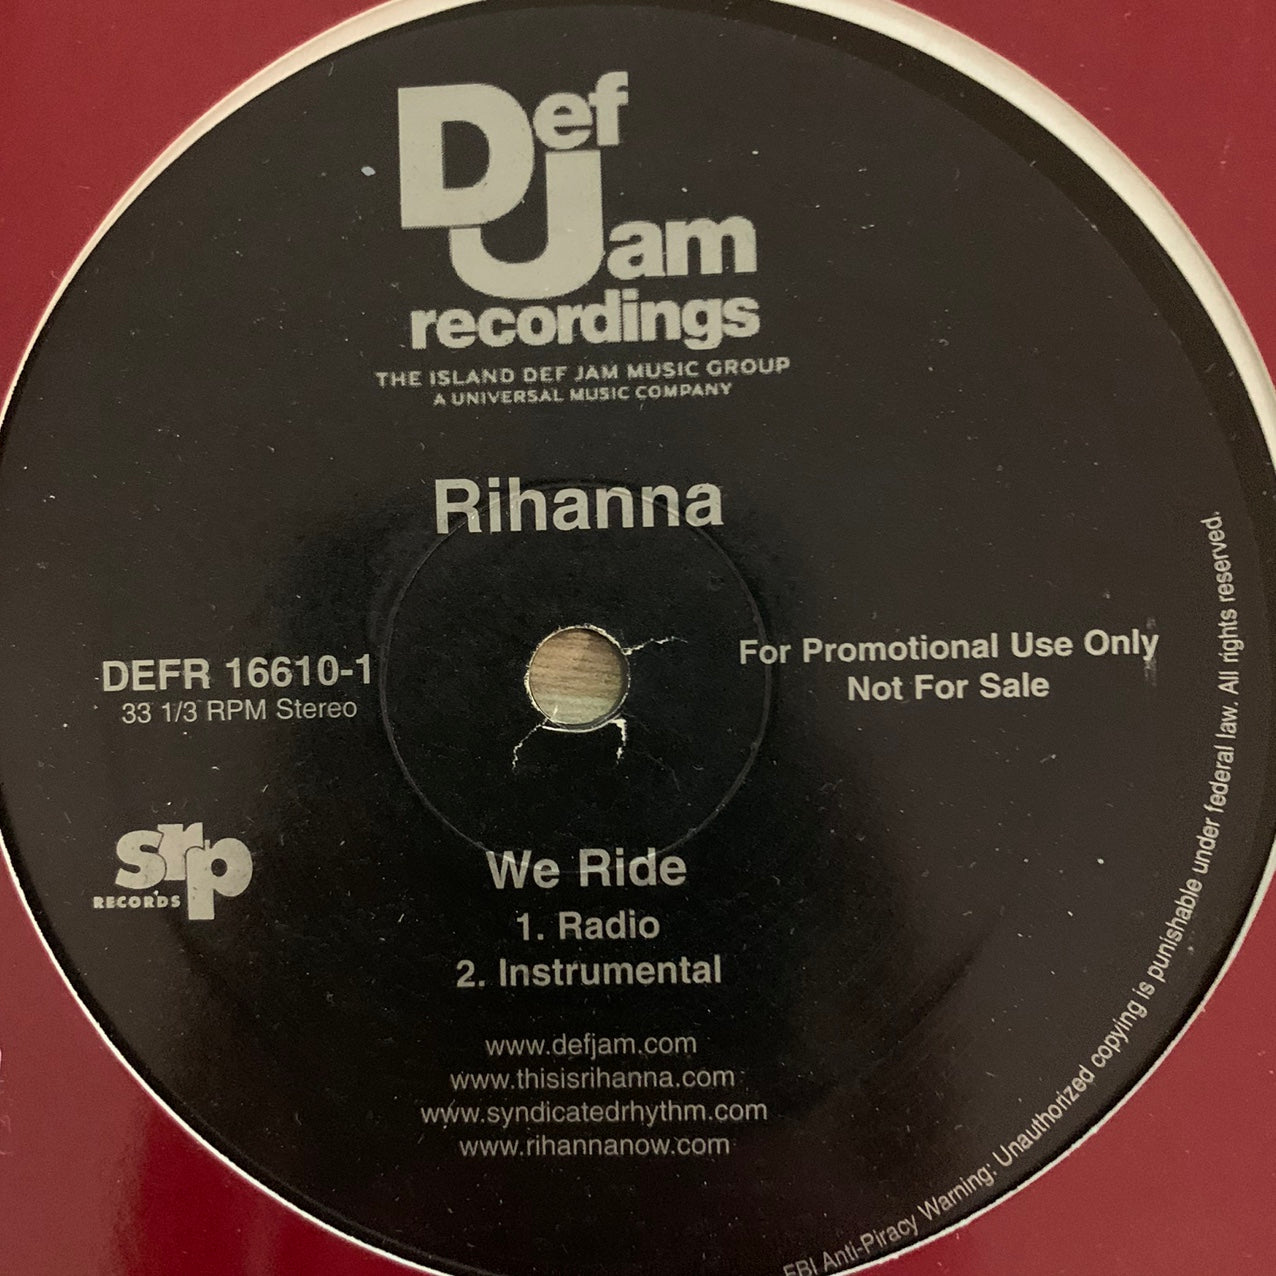 Def
Jam
recordings
THE ISLAND DEF JAM MUSIC GROUP
A UNIVERSAL MUSIC COMPANY
Rihanna
DEFR 16610-1
33 1/3 RPM Stereo
For Promotional Use Only
Not For Sale
srp
RECORDS
We Ride
1. Radio
2. Instrumental
www.defjam.com
www.thisisrihanna.com
www.syndicatedrhythm.com
www.rihannanow.com
FBI Anti-Piracy Warning: Unauthorized copying is punishable under federal law. All rights reserved.